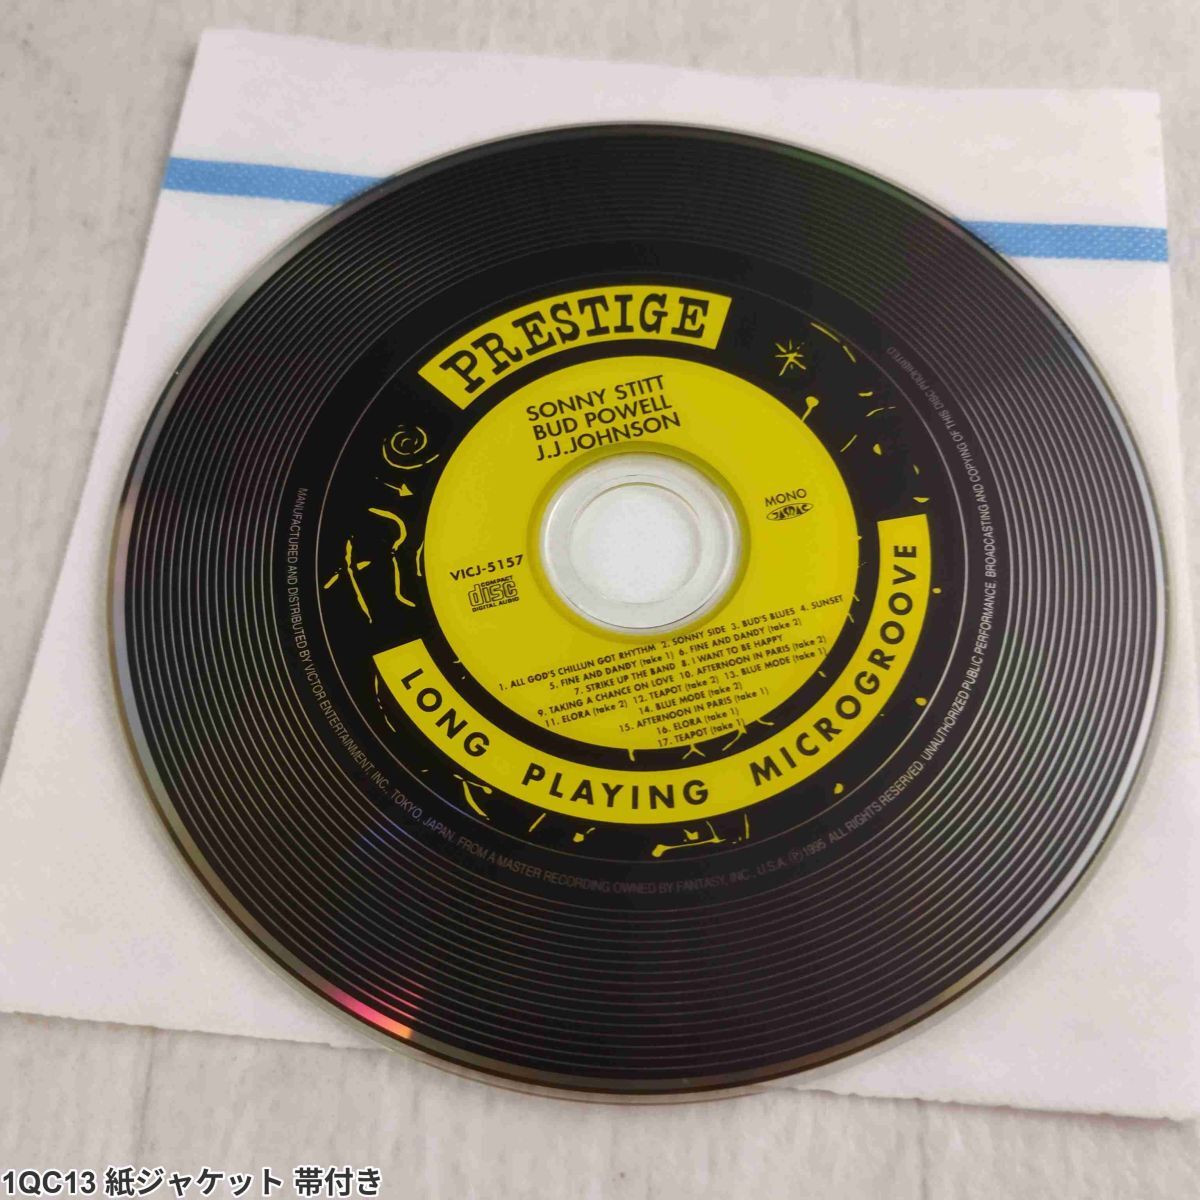 PRESTIGE
SONNY STITT
BUD POWELL
J.J.JOHNSON
MONO
JASRAC
VICJ-5157
COMPACT
disc
DIGITAL AUDIO
1. ALL GOD'S CHILLUN GOT RHYTHM 2. SONNY SIDE 3. BUD'S BLUES 4. SUNSET
5. FINE AND DANDY (take 1) 6. FINE AND DANDY (take 2)
7. STRIKE UP THE BAND 8. I WANT TO BE HAPPY
9. TAKING A CHANCE ON LOVE 10. AFTERNOON IN PARIS (take 2)
11. ELORA (take 2) 12. TEAPOT (take 2) 13. BLUE MODE (take 1)
14. BLUE MODE (take 2)
15. AFTERNOON IN PARIS (take 1)
16. ELORA (take 1)
17. TEAPOT (take 1)
LONG PLAYING MICROGROOVE
MANUFACTURED AND DISTRIBUTED BY VICTOR ENTERTAINMENT, INC., TOKYO, JAPAN. FROM A MASTER RECORDING OWNED BY FANTASY, INC., U.S.A. Ⓟ1995 ALL RIGHTS RESERVED. UNAUTHORIZED PUBLIC PERFORMANCE, BROADCASTING AND COPYING OF THIS DISC PROHIBITED
1QC13 紙ジャケット 帯付き